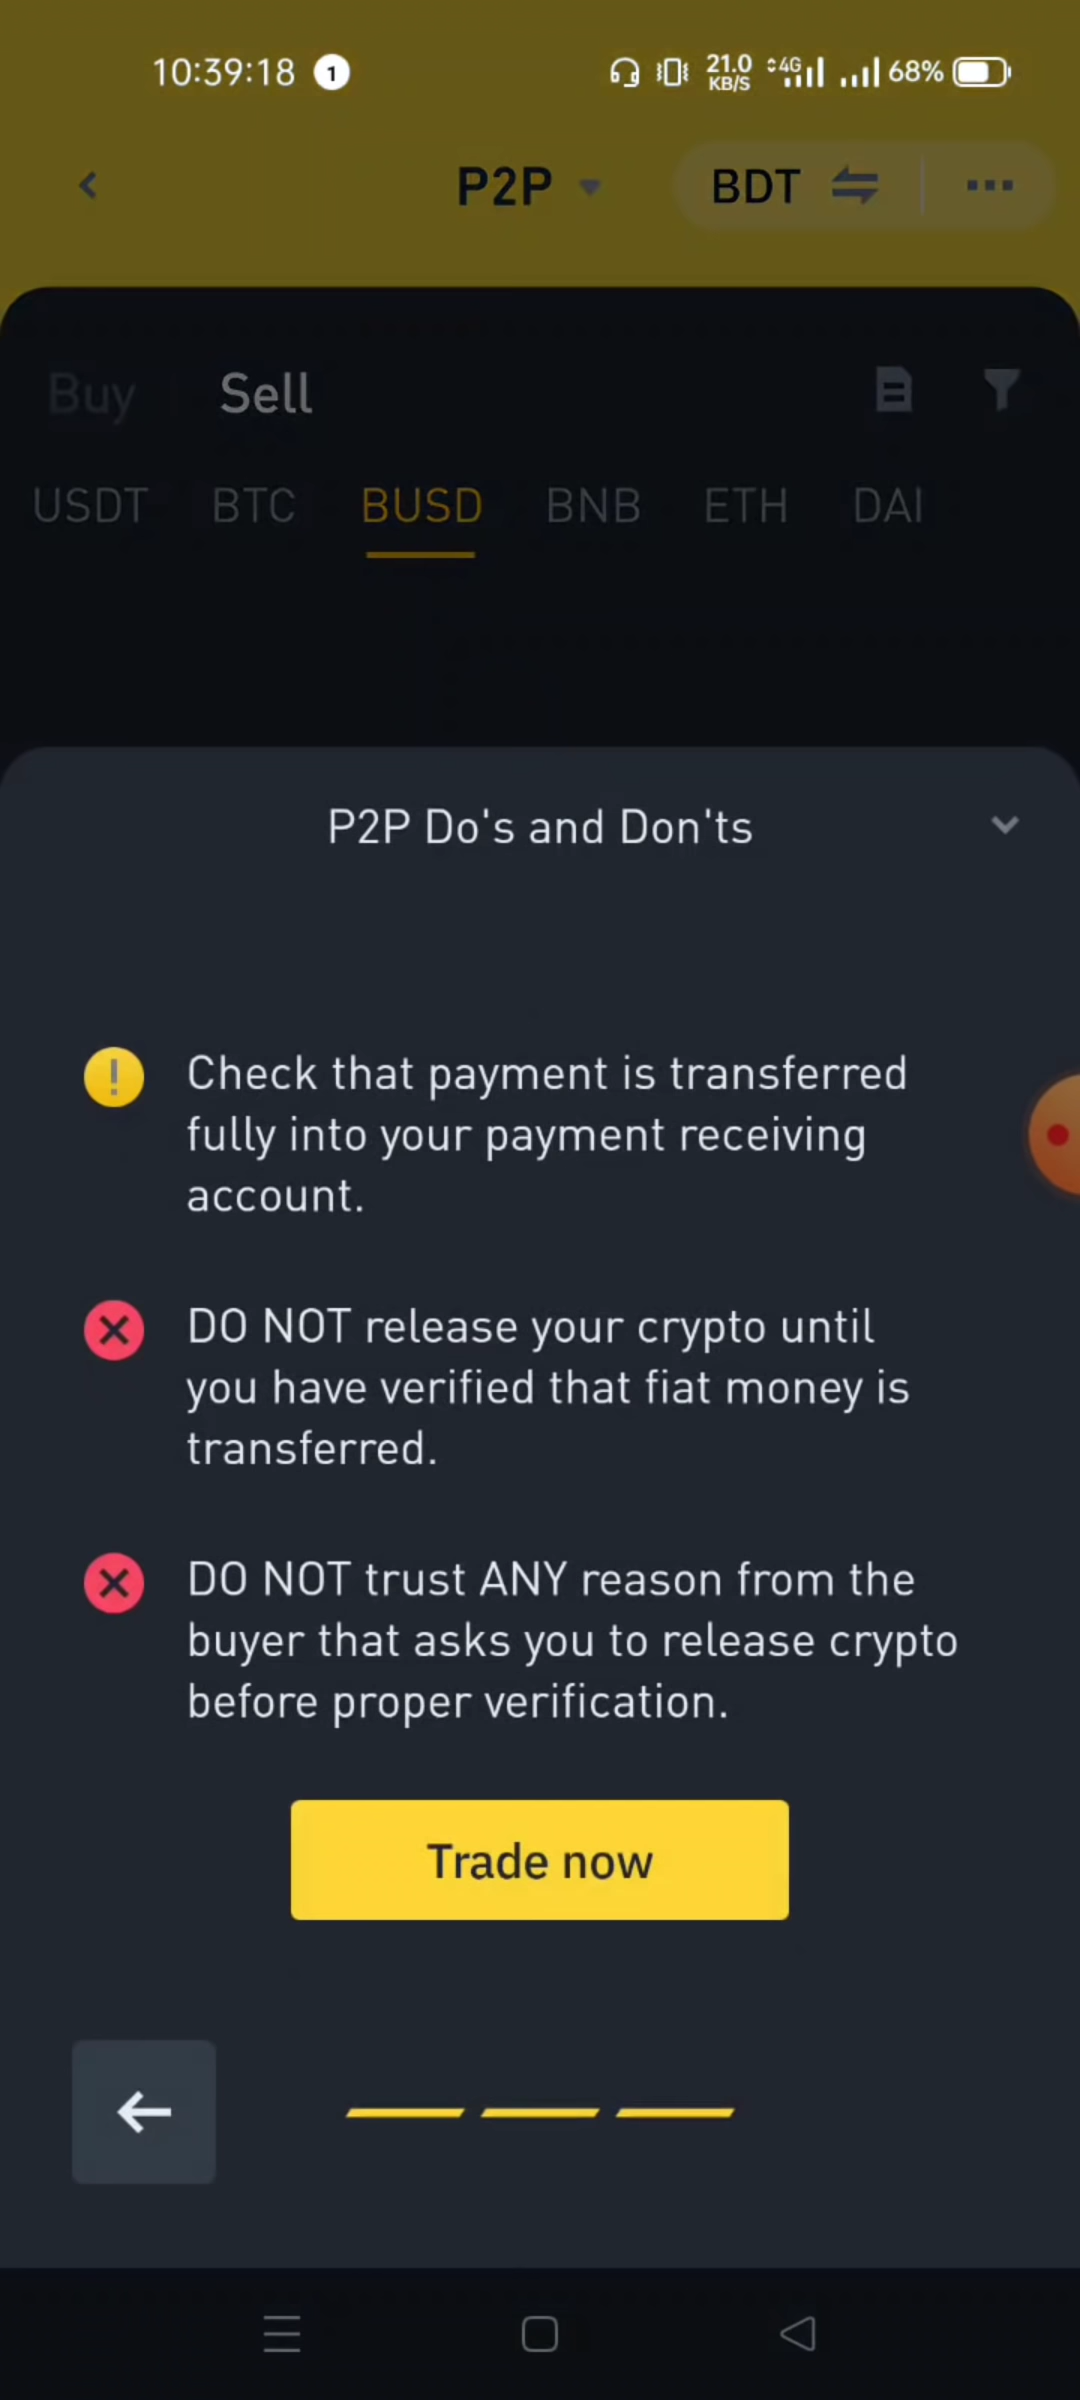 10:39:18 1 21.0 KB/S 4G 68%
P2P BDT
Buy Sell
USDT BTC BUSD BNB ETH DAI
P2P Do's and Don'ts
Check that payment is transferred
fully into your payment receiving
account.
DO NOT release your crypto until
you have verified that fiat money is
transferred.
DO NOT trust ANY reason from the
buyer that asks you to release crypto
before proper verification.
Trade now